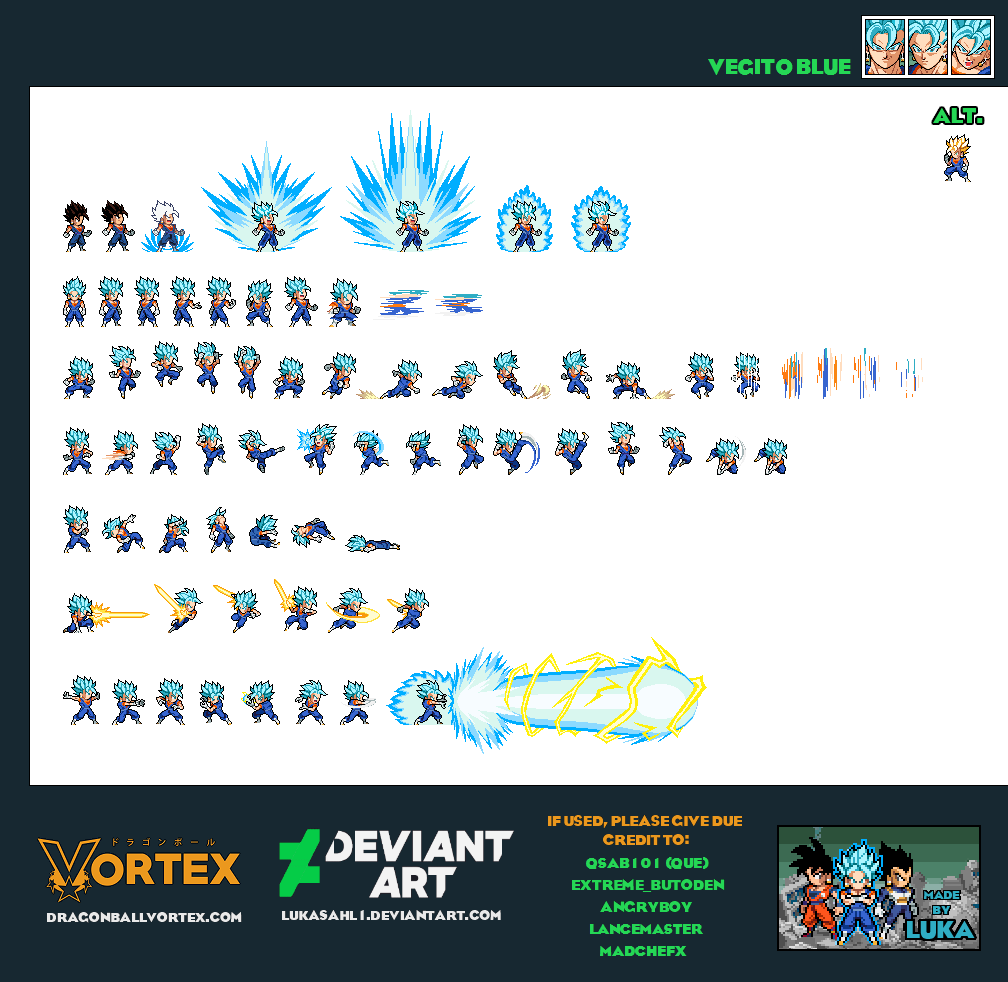 VEGITO BLUE
ALT.
ドラゴンボール
VORTEX
DRAGONBALLVORTEX.COM
DEVIANT
ART
LUKASAHL1.DEVIANTART.COM
IF USED, PLEASE GIVE DUE
CREDIT TO:
QSAB101 (QUE)
EXTREME_BUTODEN
ANGRYBOY
LANCEMASTER
MADCHEFX
MADE
BY
LUKA